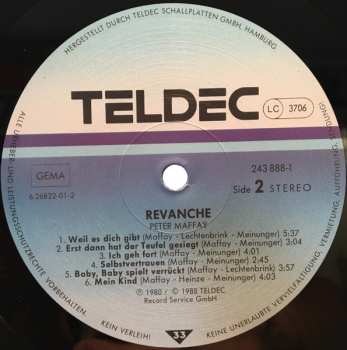 HERGESTELLT DURCH TELDEC SCHALLPLATTEN GMBH, HAMBURG
TELDEC
LC 3706
GEMA
6.26822-01-2
243 888-1
Side 2 STEREO
REVANCHE
PETER MAFFAY
1. Weil es dich gibt (Maffay - Lechtenbrink - Meinunger) 5:37
2. Erst dann hat der Teufel gesiegt (Maffay - Meinunger) 3:04
3. Ich geh fort (Maffay - Meinunger) 4:01
4. Selbstvertrauen (Maffay - Meinunger) 2:45
5. Baby, Baby spielt verrückt (Maffay - Lechtenbrink) 3:57
6. Mein Kind (Maffay - Heinze - Meinunger) 4:03
℗ 1980 / © 1988 TELDEC
Record Service GmbH
ALLE URHEBER- UND LEISTUNGSSCHUTZRECHTE VORBEHALTEN.
KEIN VERLEIH!
33
KEINE UNERLAUBTE VERVIELFÄLTIGUNG, VERMIETUNG, AUFFÜHRUNG, SENDUNG!